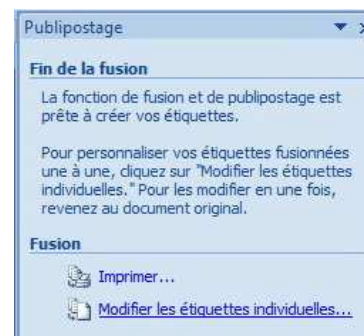 Publipostage
Fin de la fusion
La fonction de fusion et de publipostage est
prête à créer vos étiquettes.
Pour personnaliser vos étiquettes fusionnées
une à une, cliquez sur "Modifier les étiquettes
individuelles." Pour les modifier en une fois,
revenez au document original.
Fusion
Imprimer...
Modifier les étiquettes individuelles...